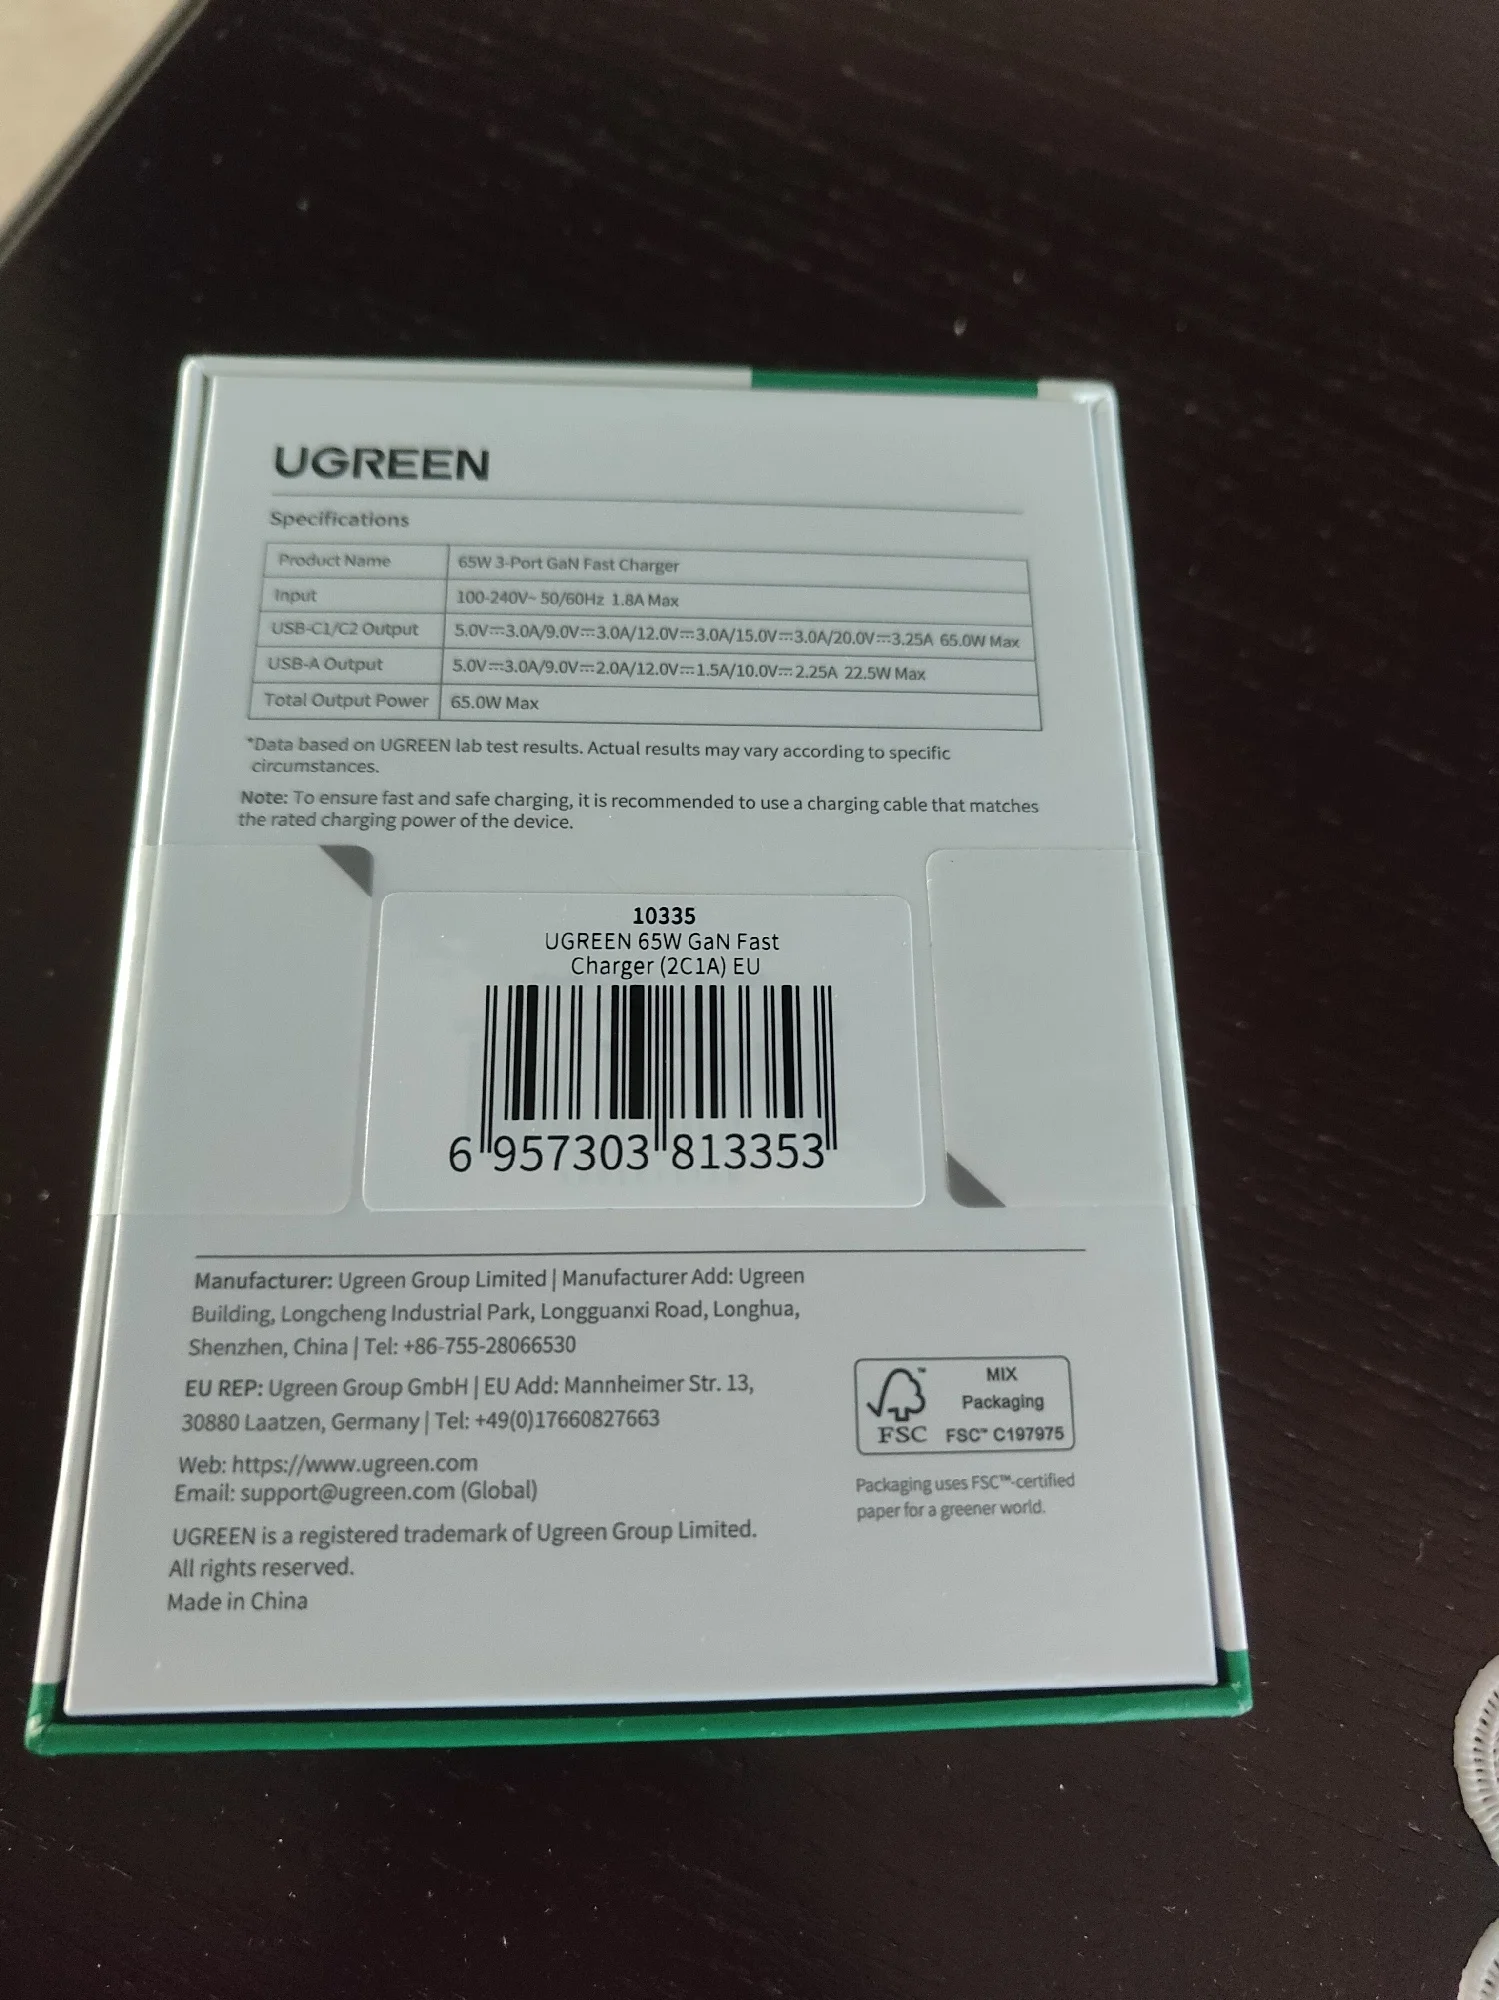 UGREEN
Specifications
Product Name 65W 3-Port GaN Fast Charger
Input 100-240V~ 50/60Hz 1.8A Max
USB-C1/C2 Output 5.0V⎓3.0A/9.0V⎓3.0A/12.0V⎓3.0A/15.0V⎓3.0A/20.0V⎓3.25A 65.0W Max
USB-A Output 5.0V⎓3.0A/9.0V⎓2.0A/12.0V⎓1.5A/10.0V⎓2.25A 22.5W Max
Total Output Power 65.0W Max
*Data based on UGREEN lab test results. Actual results may vary according to specific
circumstances.
Note: To ensure fast and safe charging, it is recommended to use a charging cable that matches
the rated charging power of the device.
10335
UGREEN 65W GaN Fast
Charger (2C1A) EU
6 957303 813353
Manufacturer: Ugreen Group Limited | Manufacturer Add: Ugreen
Building, Longcheng Industrial Park, Longguanxi Road, Longhua,
Shenzhen, China | Tel: +86-755-28066530
EU REP: Ugreen Group GmbH | EU Add: Mannheimer Str. 13,
30880 Laatzen, Germany | Tel: +49(0)17660827663
Web: https://www.ugreen.com
Email: support@ugreen.com (Global)
UGREEN is a registered trademark of Ugreen Group Limited.
All rights reserved.
Made in China
™
FSC
MIX
Packaging
FSC™ C197975
Packaging uses FSC™-certified
paper for a greener world.